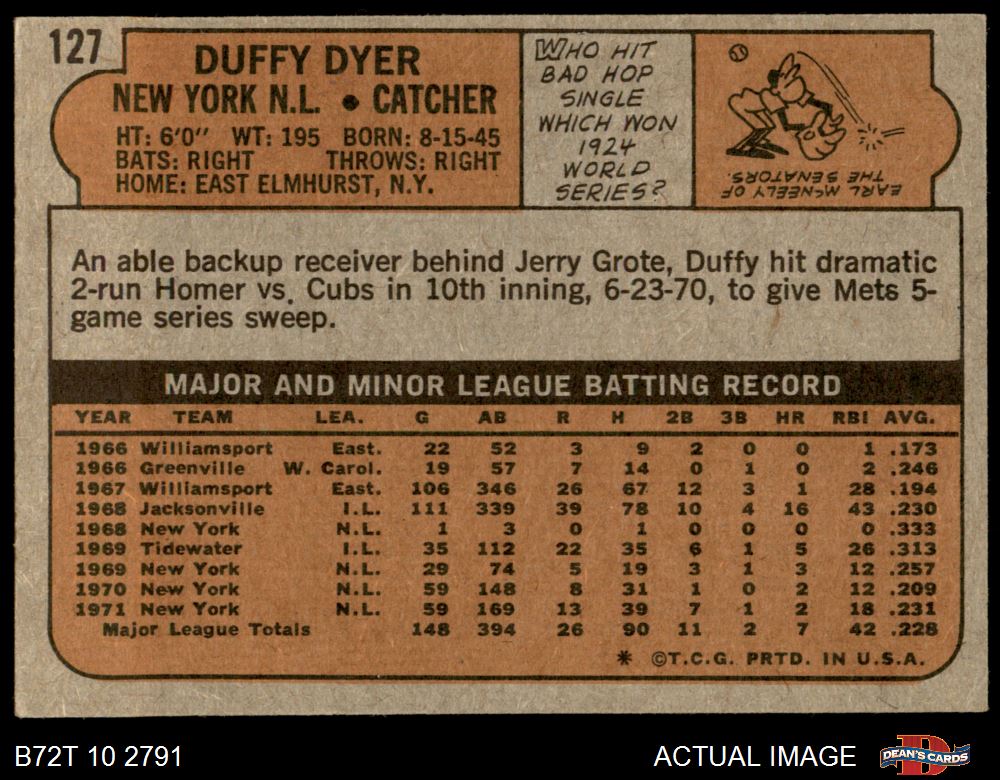 127
DUFFY DYER
NEW YORK N.L. • CATCHER
HT: 6'0" WT: 195 BORN: 8-15-45
BATS: RIGHT THROWS: RIGHT
HOME: EAST ELMHURST, N.Y.
WHO HIT
BAD HOP
SINGLE
WHICH WON
1924
WORLD
SERIES?
EARL McNEELY OF
THE SENATORS.
An able backup receiver behind Jerry Grote, Duffy hit dramatic
2-run Homer vs. Cubs in 10th inning, 6-23-70, to give Mets 5-
game series sweep.
MAJOR AND MINOR LEAGUE BATTING RECORD
YEAR TEAM LEA. G AB R H 2B 3B HR RBI AVG.
1966 Williamsport East. 22 52 3 9 2 0 0 1 .173
1966 Greenville W. Carol. 19 57 7 14 0 1 0 2 .246
1967 Williamsport East. 106 346 26 67 12 3 1 28 .194
1968 Jacksonville I.L. 111 339 39 78 10 4 16 43 .230
1968 New York N.L. 1 3 0 1 0 0 0 0 .333
1969 Tidewater I.L. 35 112 22 35 6 1 5 26 .313
1969 New York N.L. 29 74 5 19 3 1 3 12 .257
1970 New York N.L. 59 148 8 31 1 0 2 12 .209
1971 New York N.L. 59 169 13 39 7 1 2 18 .231
Major League Totals 148 394 26 90 11 2 7 42 .228
* ©T.C.G. PRTD. IN U.S.A.
B72T 10 2791
ACTUAL IMAGE
D
DEAN'S CARDS